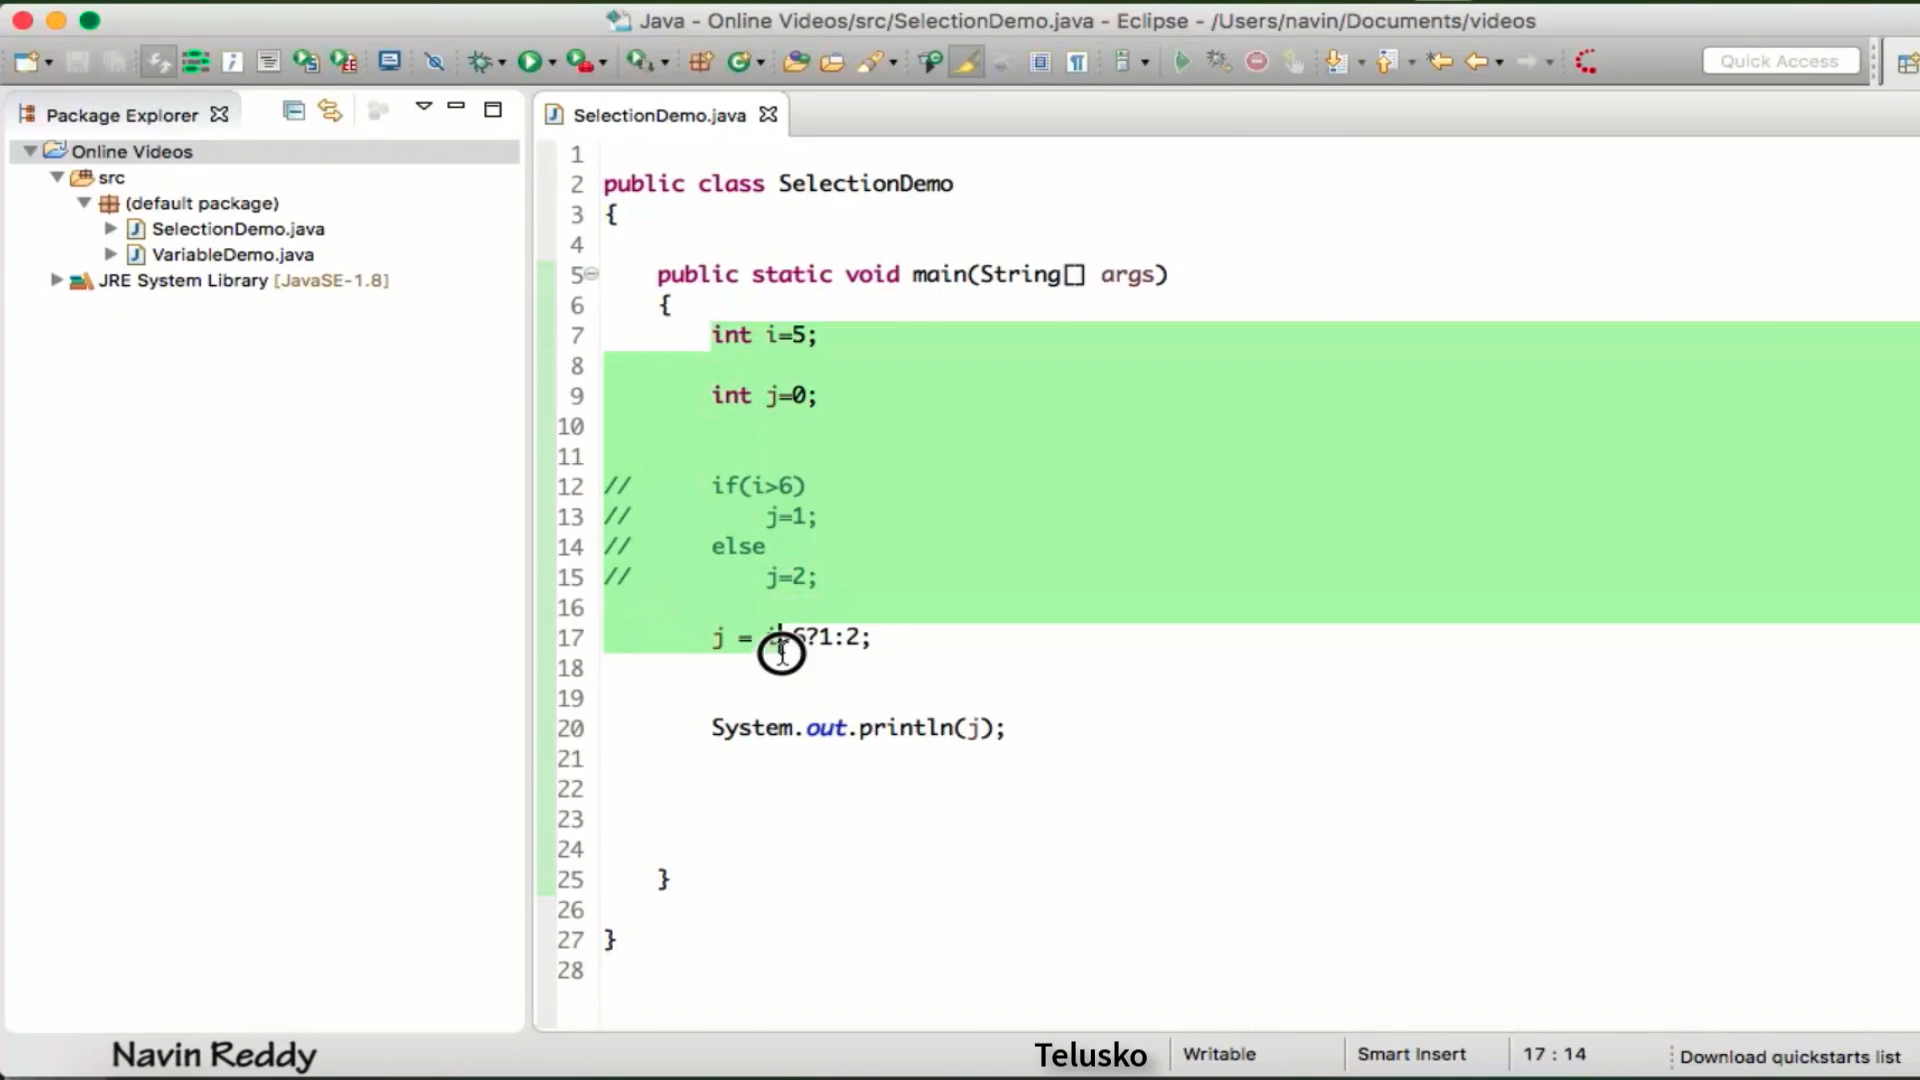 Java - Online Videos/src/SelectionDemo.java - Eclipse - /Users/navin/Documents/videos
Quick Access
Package Explorer
Online Videos
src
(default package)
SelectionDemo.java
VariableDemo.java
JRE System Library [JavaSE-1.8]
SelectionDemo.java
1
2 public class SelectionDemo
3 {
4
5 public static void main(String[] args)
6 {
7 int i=5;
8
9 int j=0;
10
11
12 // if(i>6)
13 // j=1;
14 // else
15 // j=2;
16
17 j = i>6?1:2;
18
19
20 System.out.println(j);
21
22
23
24
25 }
26
27 }
28
Navin Reddy
Telusko
Writable
Smart Insert
17 : 14
Download quickstarts list